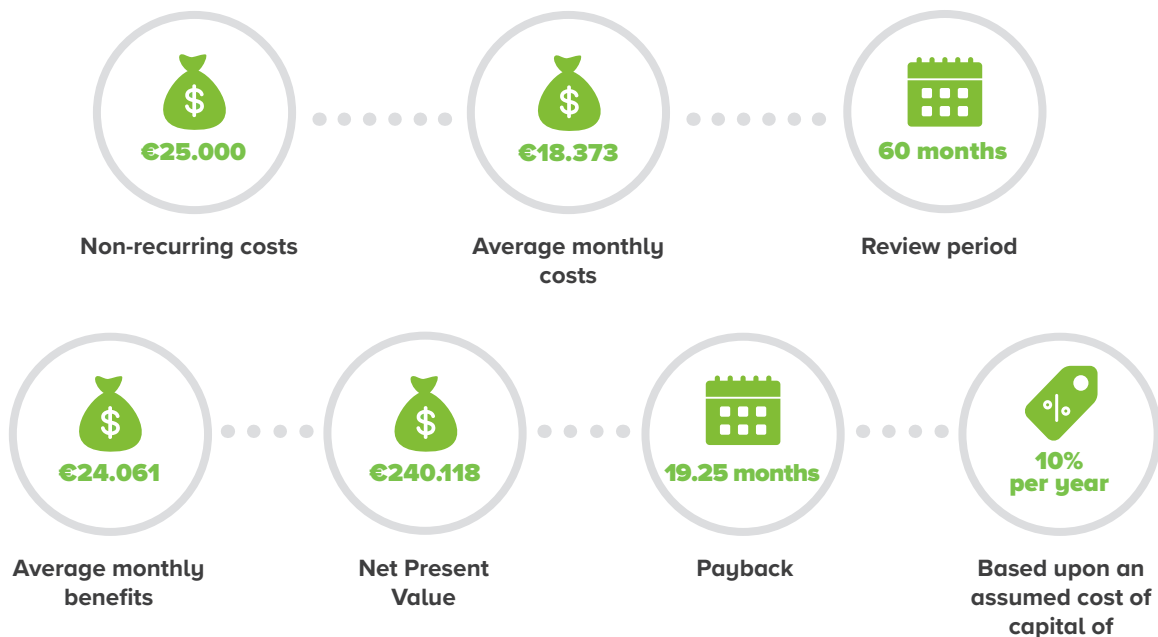 €25.000
€18.373
60 months
Non-recurring costs
Average monthly
costs
Review period
€24.061
€240.118
19.25 months
10%
per year
Average monthly
benefits
Net Present
Value
Payback
Based upon an
assumed cost of
capital of